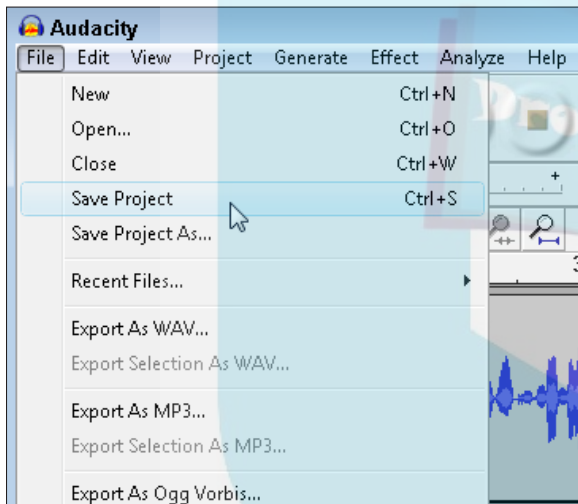 Audacity
File Edit View Project Generate Effect Analyze Help
New Ctrl+N
Open... Ctrl+O
Close Ctrl+W
Save Project Ctrl+S
Save Project As...
Recent Files...
Export As WAV...
Export Selection As WAV...
Export As MP3...
Export Selection As MP3...
Export As Ogg Vorbis...